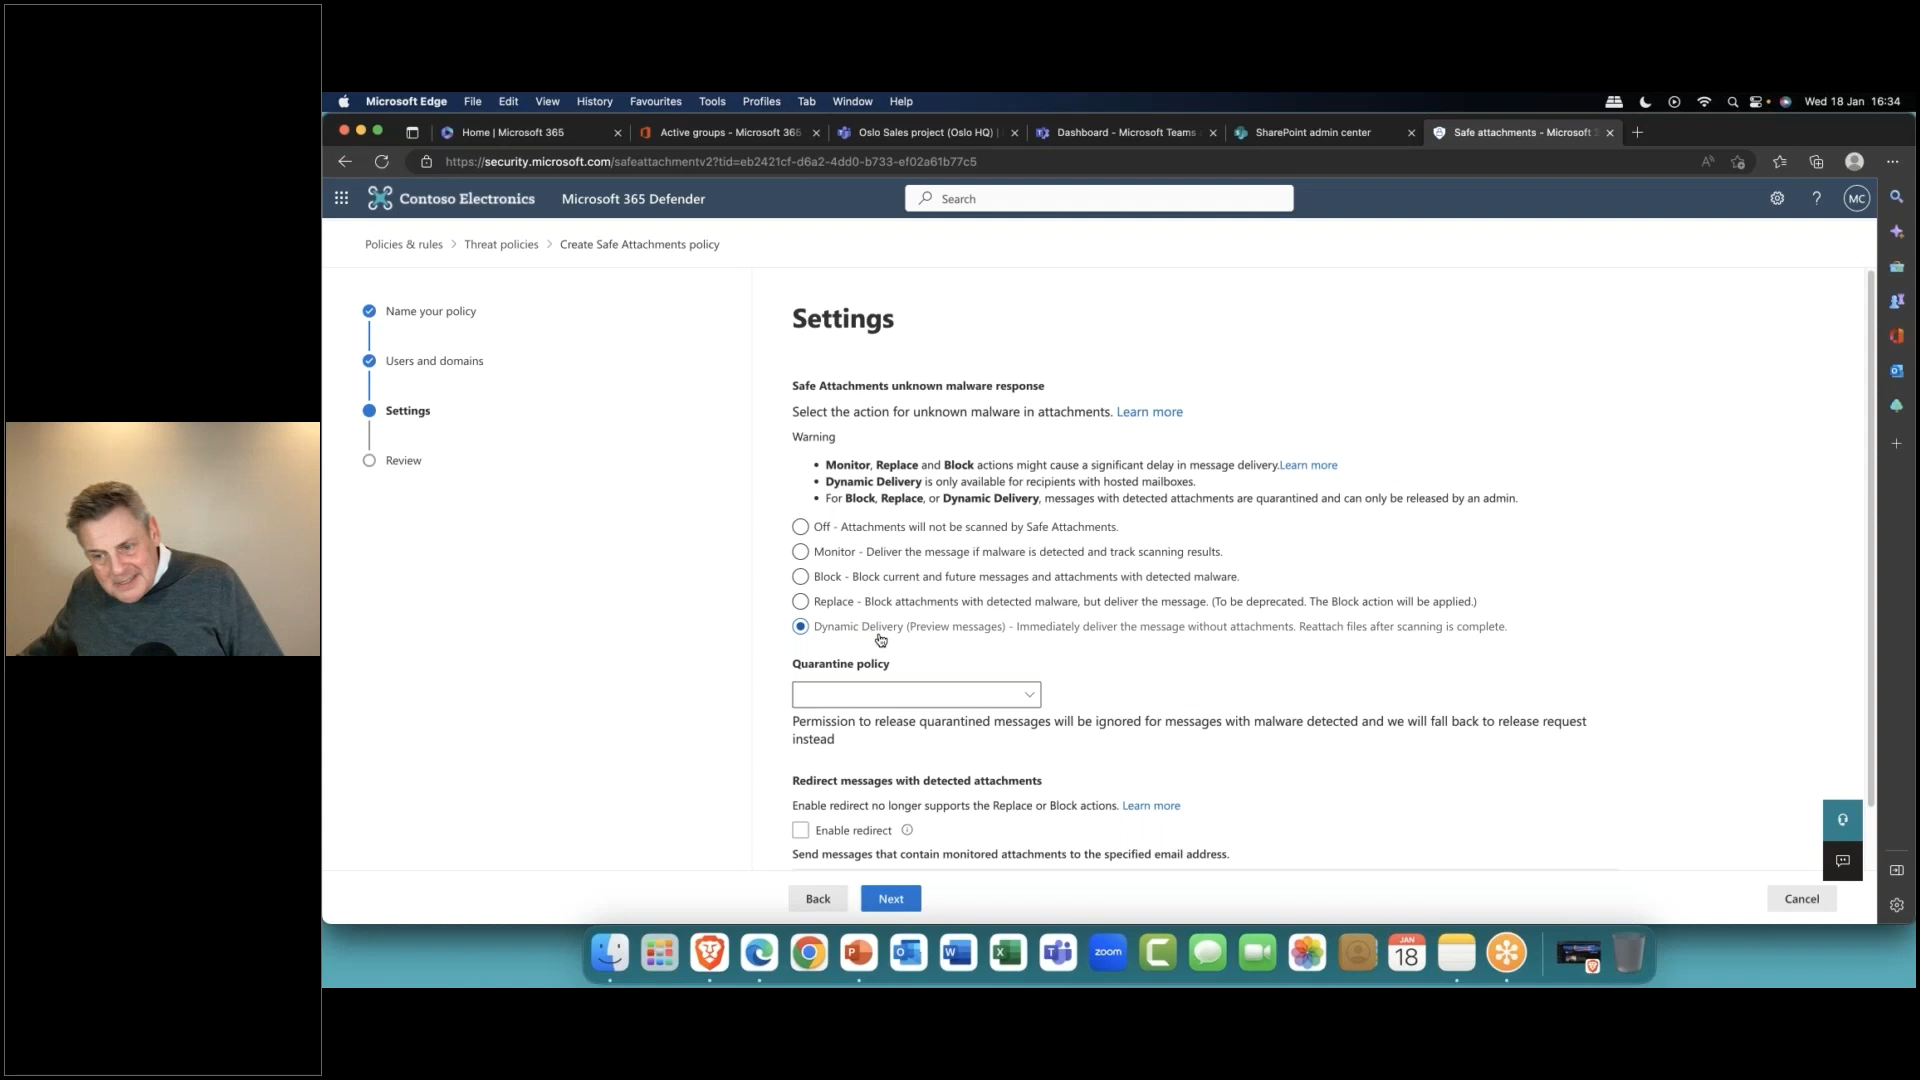 Microsoft Edge File Edit View History Favourites Tools Profiles Tab Window Help Wed 18 Jan 16:34
Home | Microsoft 365
Active groups - Microsoft 365
Oslo Sales project (Oslo HQ) |
Dashboard - Microsoft Teams
SharePoint admin center
Safe attachments - Microsoft
https://security.microsoft.com/safeattachmentv2?tid=eb2421cf-d6a2-4dd0-b733-ef02a61b77c5
Contoso Electronics Microsoft 365 Defender Search ? MC
Policies & rules > Threat policies > Create Safe Attachments policy
Name your policy
Users and domains
Settings
Review
Settings
Safe Attachments unknown malware response
Select the action for unknown malware in attachments. Learn more
Warning
• Monitor, Replace and Block actions might cause a significant delay in message delivery.Learn more
• Dynamic Delivery is only available for recipients with hosted mailboxes.
• For Block, Replace, or Dynamic Delivery, messages with detected attachments are quarantined and can only be released by an admin.
Off - Attachments will not be scanned by Safe Attachments.
Monitor - Deliver the message if malware is detected and track scanning results.
Block - Block current and future messages and attachments with detected malware.
Replace - Block attachments with detected malware, but deliver the message. (To be deprecated. The Block action will be applied.)
Dynamic Delivery (Preview messages) - Immediately deliver the message without attachments. Reattach files after scanning is complete.
Quarantine policy
Permission to release quarantined messages will be ignored for messages with malware detected and we will fall back to release request
instead
Redirect messages with detected attachments
Enable redirect no longer supports the Replace or Block actions. Learn more
Enable redirect
Send messages that contain monitored attachments to the specified email address.
Back Next Cancel
zoom
JAN
18